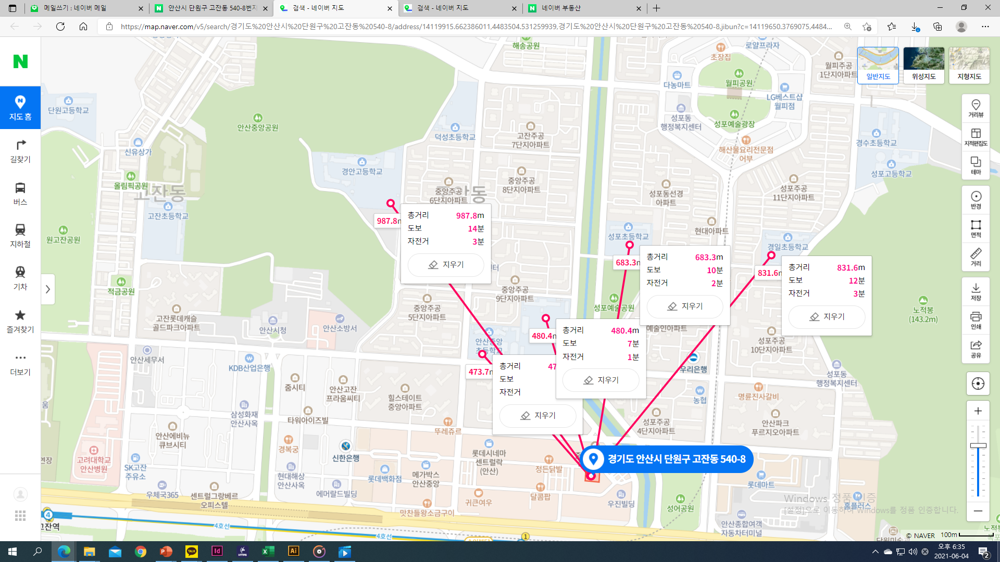 메일쓰기 : 네이버 메일
안산시 단원구 고잔동 540-8번지
검색 - 네이버 지도
검색 - 네이버 지도
네이버 부동산
https://map.naver.com/v5/search/경기도%20안산시%20단원구%20고잔동%20540-8/address/14119915.662386011,4483504.531259939,경기도%20안산시%20단원구%20고잔동%20540-8,jibun?c=14119650.3769075,4484...
지도 홈
길찾기
버스
지하철
기차
즐겨찾기
더보기
일반지도
위성지도
지형지도
거리뷰
지적편집도
테마
반경
면적
거리
저장
인쇄
공유
해송공원
초장집
로얄프라자
월피주공
1단지아파트
다농마트
월피공원
LG베스트샵
월피점
단원고등학교
안산중앙공원
덕성초등학교
고잔주공
7단지아파트
성포동
행정복지센터
성포예술광장
신유상가
해산물요리전문점
어부
경수초등학교
경안고등학교
올림픽공원
고잔동
중앙주공
6단지아파트
중앙주공
8단지아파트
성포동선경
아파트
성포주공
11단지아파트
성포고등학교
고잔초등학교
원고잔공원
현대아파트
성포초등학교
경일초등학교
987.8m
총거리 987.8m
도보 14분
자전거 3분
지우기
683.3m
총거리 683.3m
도보 10분
자전거 2분
지우기
831.6m
총거리 831.6m
도보 12분
자전거 3분
지우기
적금공원
중앙주공
9단지아파트
중앙주공
5단지아파트
성포예술공원
예술인아파트
노적봉
(143.2m)
고잔롯데캐슬
골드파크아파트
안산시청
안산소방서
안산중앙
초등학교
480.4m
총거리 480.4m
도보 7분
자전거 1분
지우기
473.7m
총거리 47
도보
자전거
지우기
성포주공
10단지아파트
안산세무서
KDB산업은행
우리은행
성포동
행정복지센터
줌시티
안산고잔
프라움씨티
힐스테이트
중앙아파트
농협
명륜진사갈비
삼성화재
안산사옥
타워아이즈빌
뚜레쥬르
성포주공
4단지아파트
안산파크
푸르지오아파트
안산에비뉴
큐브시티
경복궁
신한은행
롯데시네마
센트럴락
(안산)
정든닭발
경기도 안산시 단원구 고잔동 540-8
고려대학교
안산병원
SK고잔
주유소
현대해상
안산사옥
롯데백화점
메가박스
안산중앙
롯데마트
우체국365
센트럴그랑베르
오피스텔
에머랄드빌딩
귀큰여우
달콤팝
우진빌딩
성어공원
홈플러스
맛찬들왕소금구이
안산종합여객
자동차터미널
4
고잔역
4호선
4호선
1
Windows 정품 인증
[설정]으로 이동하여 Windows를 정품 인증합니다.
© NAVER 100m
오후 6:35
2021-06-04
2